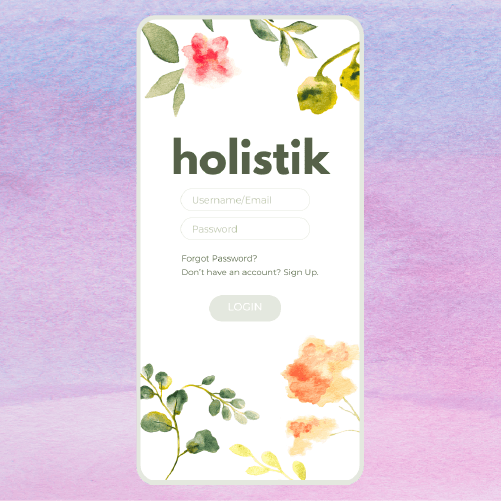 holistik
Username/Email
Password
Forgot Password?
Don't have an account? Sign Up.
LOGIN